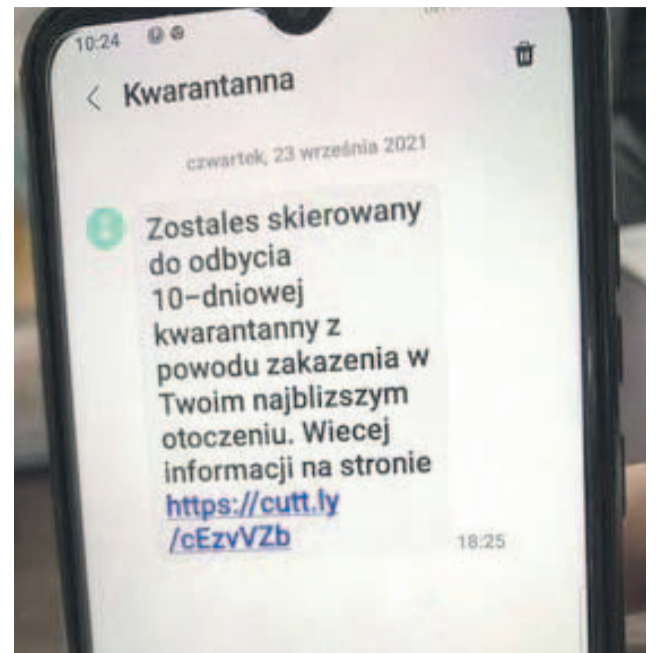 10:24
Kwarantanna
czwartek, 23 września 2021
Zostales skierowany
do odbycia
10-dniowej
kwarantanny z
powodu zakazenia w
Twoim najblizszym
otoczeniu. Wiecej
informacji na stronie
https://cutt.ly
/cEzvVZb
18:25